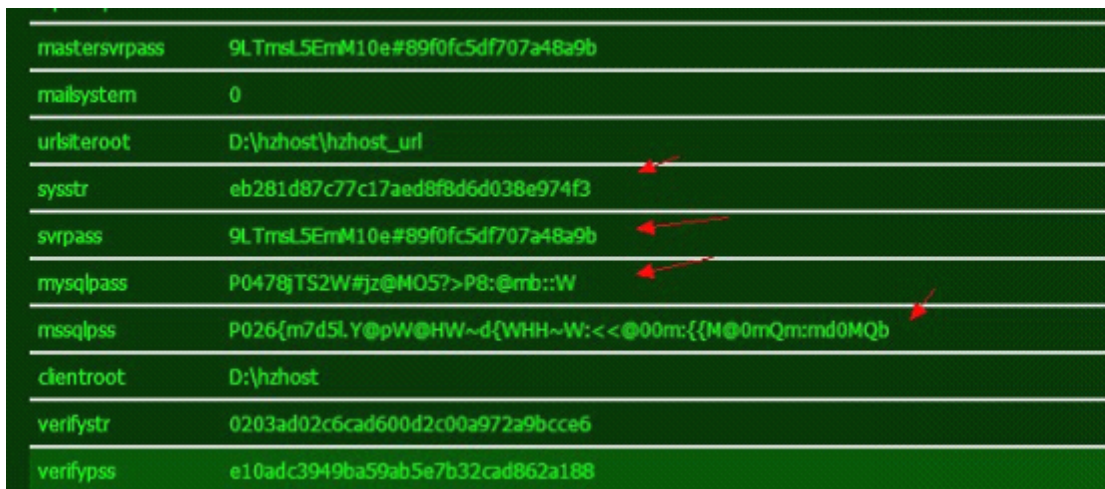 mastersvrpass 9LTmsL5EmM10e#89f0fc5df707a48a9b
mailsystem 0
urlsiteroot D:\hzhost\hzhost_url
sysstr eb281d87c77c17aed8f8d6d038e974f3
svrpass 9LTmsL5EmM10e#89f0fc5df707a48a9b
mysqlpass P0478jTS2W#jz@MO5?>P8:@mb::W
mssqlpss P026{m7d5l.Y@pW@HW~d{WHH~W:<<@00m:{{M@0mQm:md0MQb
clientroot D:\hzhost
verifystr 0203ad02c6cad600d2c00a972a9bcce6
verifypss e10adc3949ba59ab5e7b32cad862a188